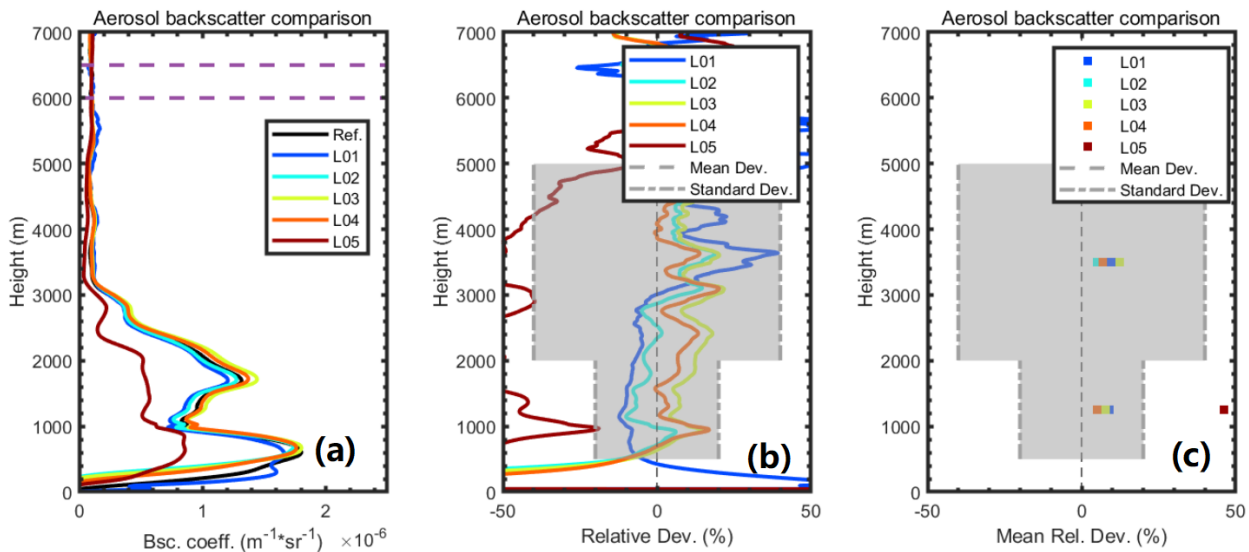 Aerosol backscatter comparison
7000
6000
5000
4000
3000
2000
1000
0
Height (m)
0
1
2
Bsc. coeff. (m⁻¹*sr⁻¹)
×10⁻⁶
Ref.
L01
L02
L03
L04
L05
(a)
Aerosol backscatter comparison
7000
6000
5000
4000
3000
2000
1000
0
Height (m)
-50
0
50
Relative Dev. (%)
L01
L02
L03
L04
L05
Mean Dev.
Standard Dev.
(b)
Aerosol backscatter comparison
7000
6000
5000
4000
3000
2000
1000
0
Height (m)
-50
0
50
Mean Rel. Dev. (%)
L01
L02
L03
L04
L05
Mean Dev.
Standard Dev.
(c)